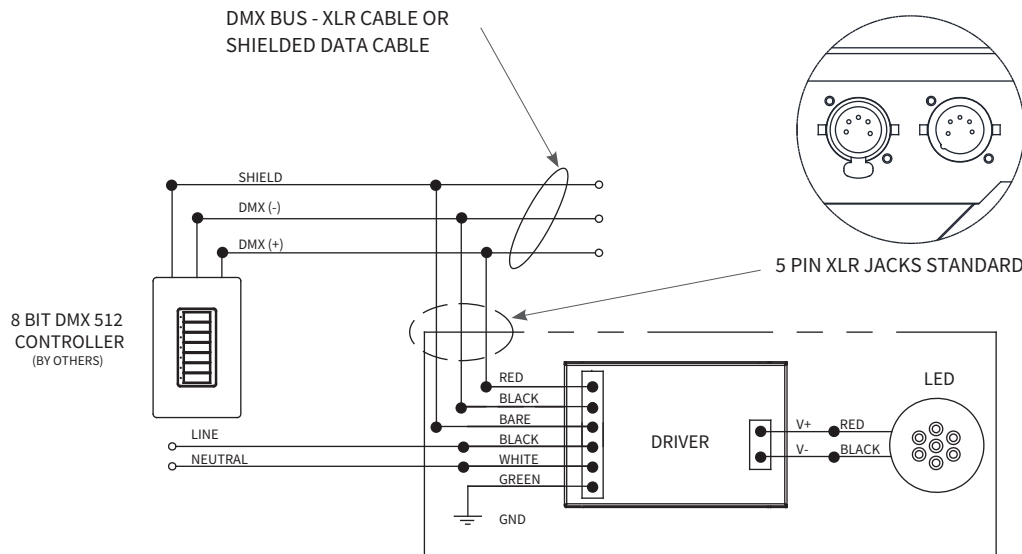 DMX BUS - XLR CABLE OR
SHIELDED DATA CABLE
SHIELD
DMX (-)
DMX (+)
5 PIN XLR JACKS STANDARD
8 BIT DMX 512
CONTROLLER
(BY OTHERS)
RED
BLACK
BARE
LINE
BLACK
NEUTRAL
WHITE
GREEN
GND
DRIVER
LED
V+
RED
V-
BLACK